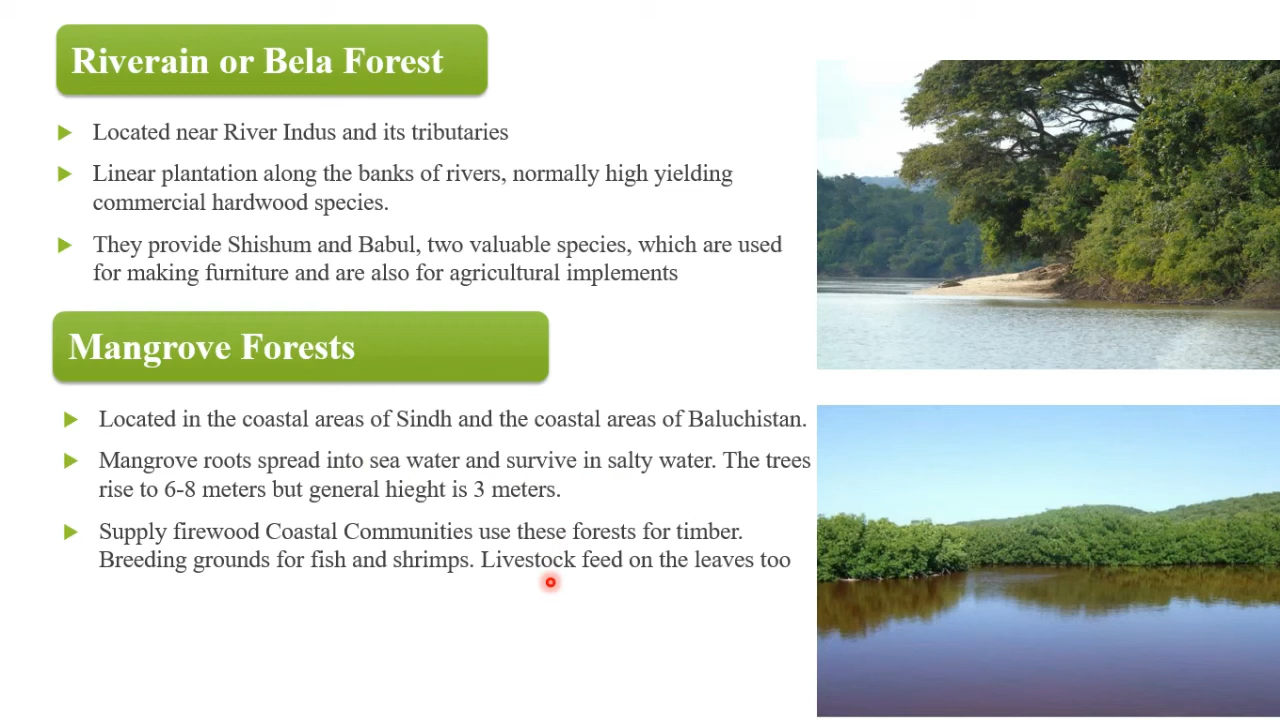 Riverain or Bela Forest
Located near River Indus and its tributaries
Linear plantation along the banks of rivers, normally high yielding
commercial hardwood species.
They provide Shishum and Babul, two valuable species, which are used
for making furniture and are also for agricultural implements
Mangrove Forests
Located in the coastal areas of Sindh and the coastal areas of Baluchistan.
Mangrove roots spread into sea water and survive in salty water. The trees
rise to 6-8 meters but general hieght is 3 meters.
Supply firewood Coastal Communities use these forests for timber.
Breeding grounds for fish and shrimps. Livestock feed on the leaves too